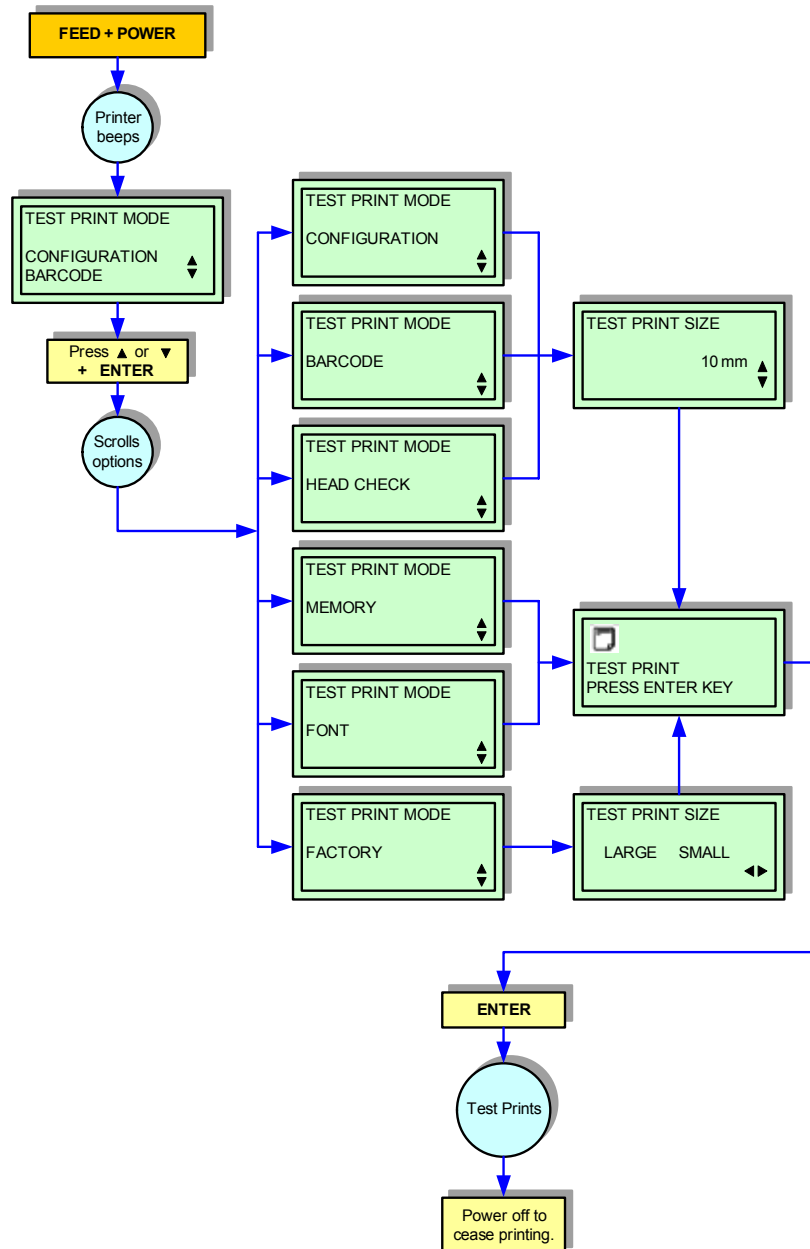 FEED + POWER
Printer
beeps
TEST PRINT MODE
CONFIGURATION
BARCODE
Press ▲ or ▼
+ ENTER
Scrolls
options
TEST PRINT MODE
CONFIGURATION
TEST PRINT MODE
BARCODE
TEST PRINT MODE
HEAD CHECK
TEST PRINT MODE
MEMORY
TEST PRINT MODE
FONT
TEST PRINT MODE
FACTORY
TEST PRINT SIZE
10 mm
TEST PRINT
PRESS ENTER KEY
TEST PRINT SIZE
LARGE SMALL
ENTER
Test Prints
Power off to
cease printing.